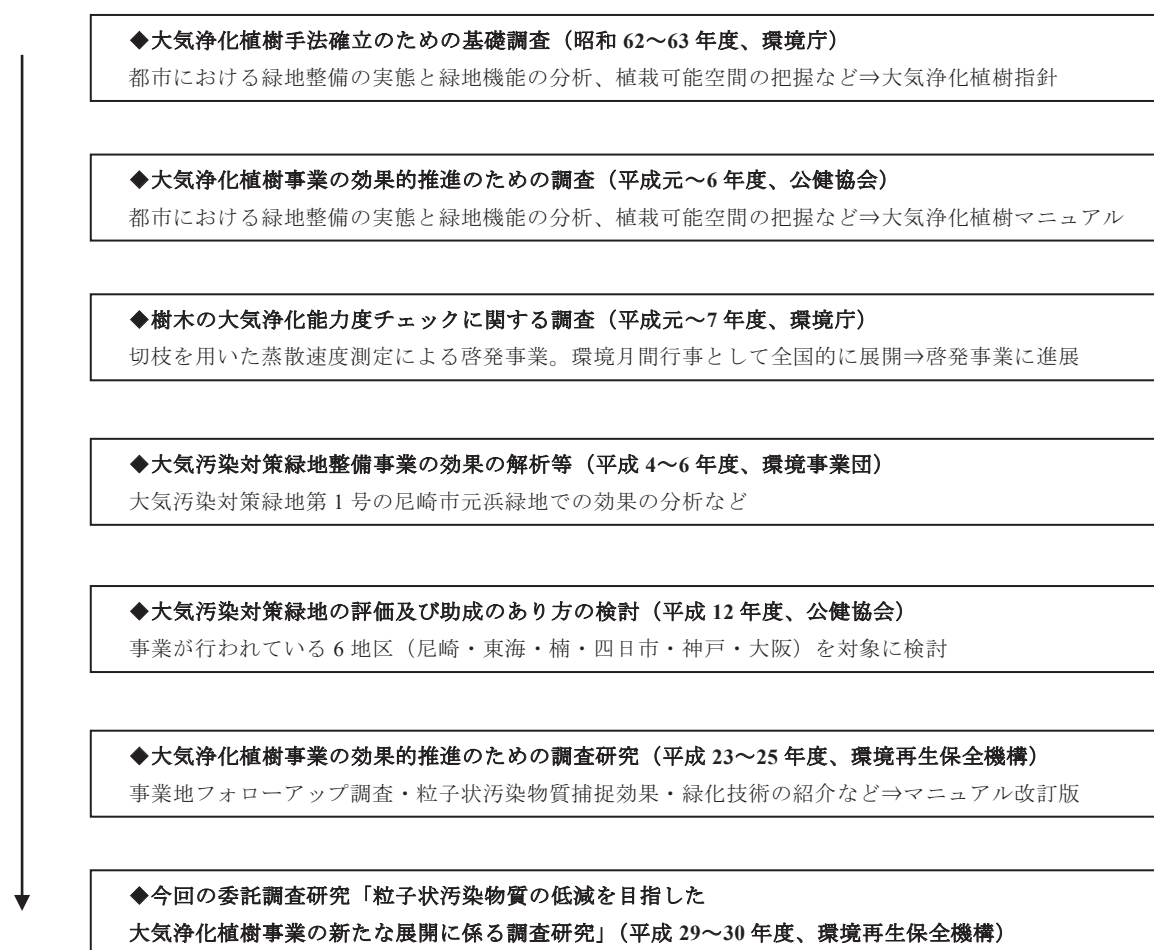 ◆大気浄化植樹手法確立のための基礎調査（昭和 62～63 年度、環境庁）
都市における緑地整備の実態と緑地機能の分析、植栽可能空間の把握など⇒大気浄化植樹指針
◆大気浄化植樹事業の効果的推進のための調査（平成元～6 年度、公健協会）
都市における緑地整備の実態と緑地機能の分析、植栽可能空間の把握など⇒大気浄化植樹マニュアル
◆樹木の大気浄化能力度チェックに関する調査（平成元～7 年度、環境庁）
切枝を用いた蒸散速度測定による啓発事業。環境月間行事として全国的に展開⇒啓発事業に進展
◆大気汚染対策緑地整備事業の効果の解析等（平成 4～6 年度、環境事業団）
大気汚染対策緑地第 1 号の尼崎市元浜緑地での効果の分析など
◆大気汚染対策緑地の評価及び助成のあり方の検討（平成 12 年度、公健協会）
事業が行われている 6 地区（尼崎・東海・楠・四日市・神戸・大阪）を対象に検討
◆大気浄化植樹事業の効果的推進のための調査研究（平成 23～25 年度、環境再生保全機構）
事業地フォローアップ調査・粒子状汚染物質捕捉効果・緑化技術の紹介など⇒マニュアル改訂版
◆今回の委託調査研究「粒子状汚染物質の低減を目指した
大気浄化植樹事業の新たな展開に係る調査研究」（平成 29～30 年度、環境再生保全機構）